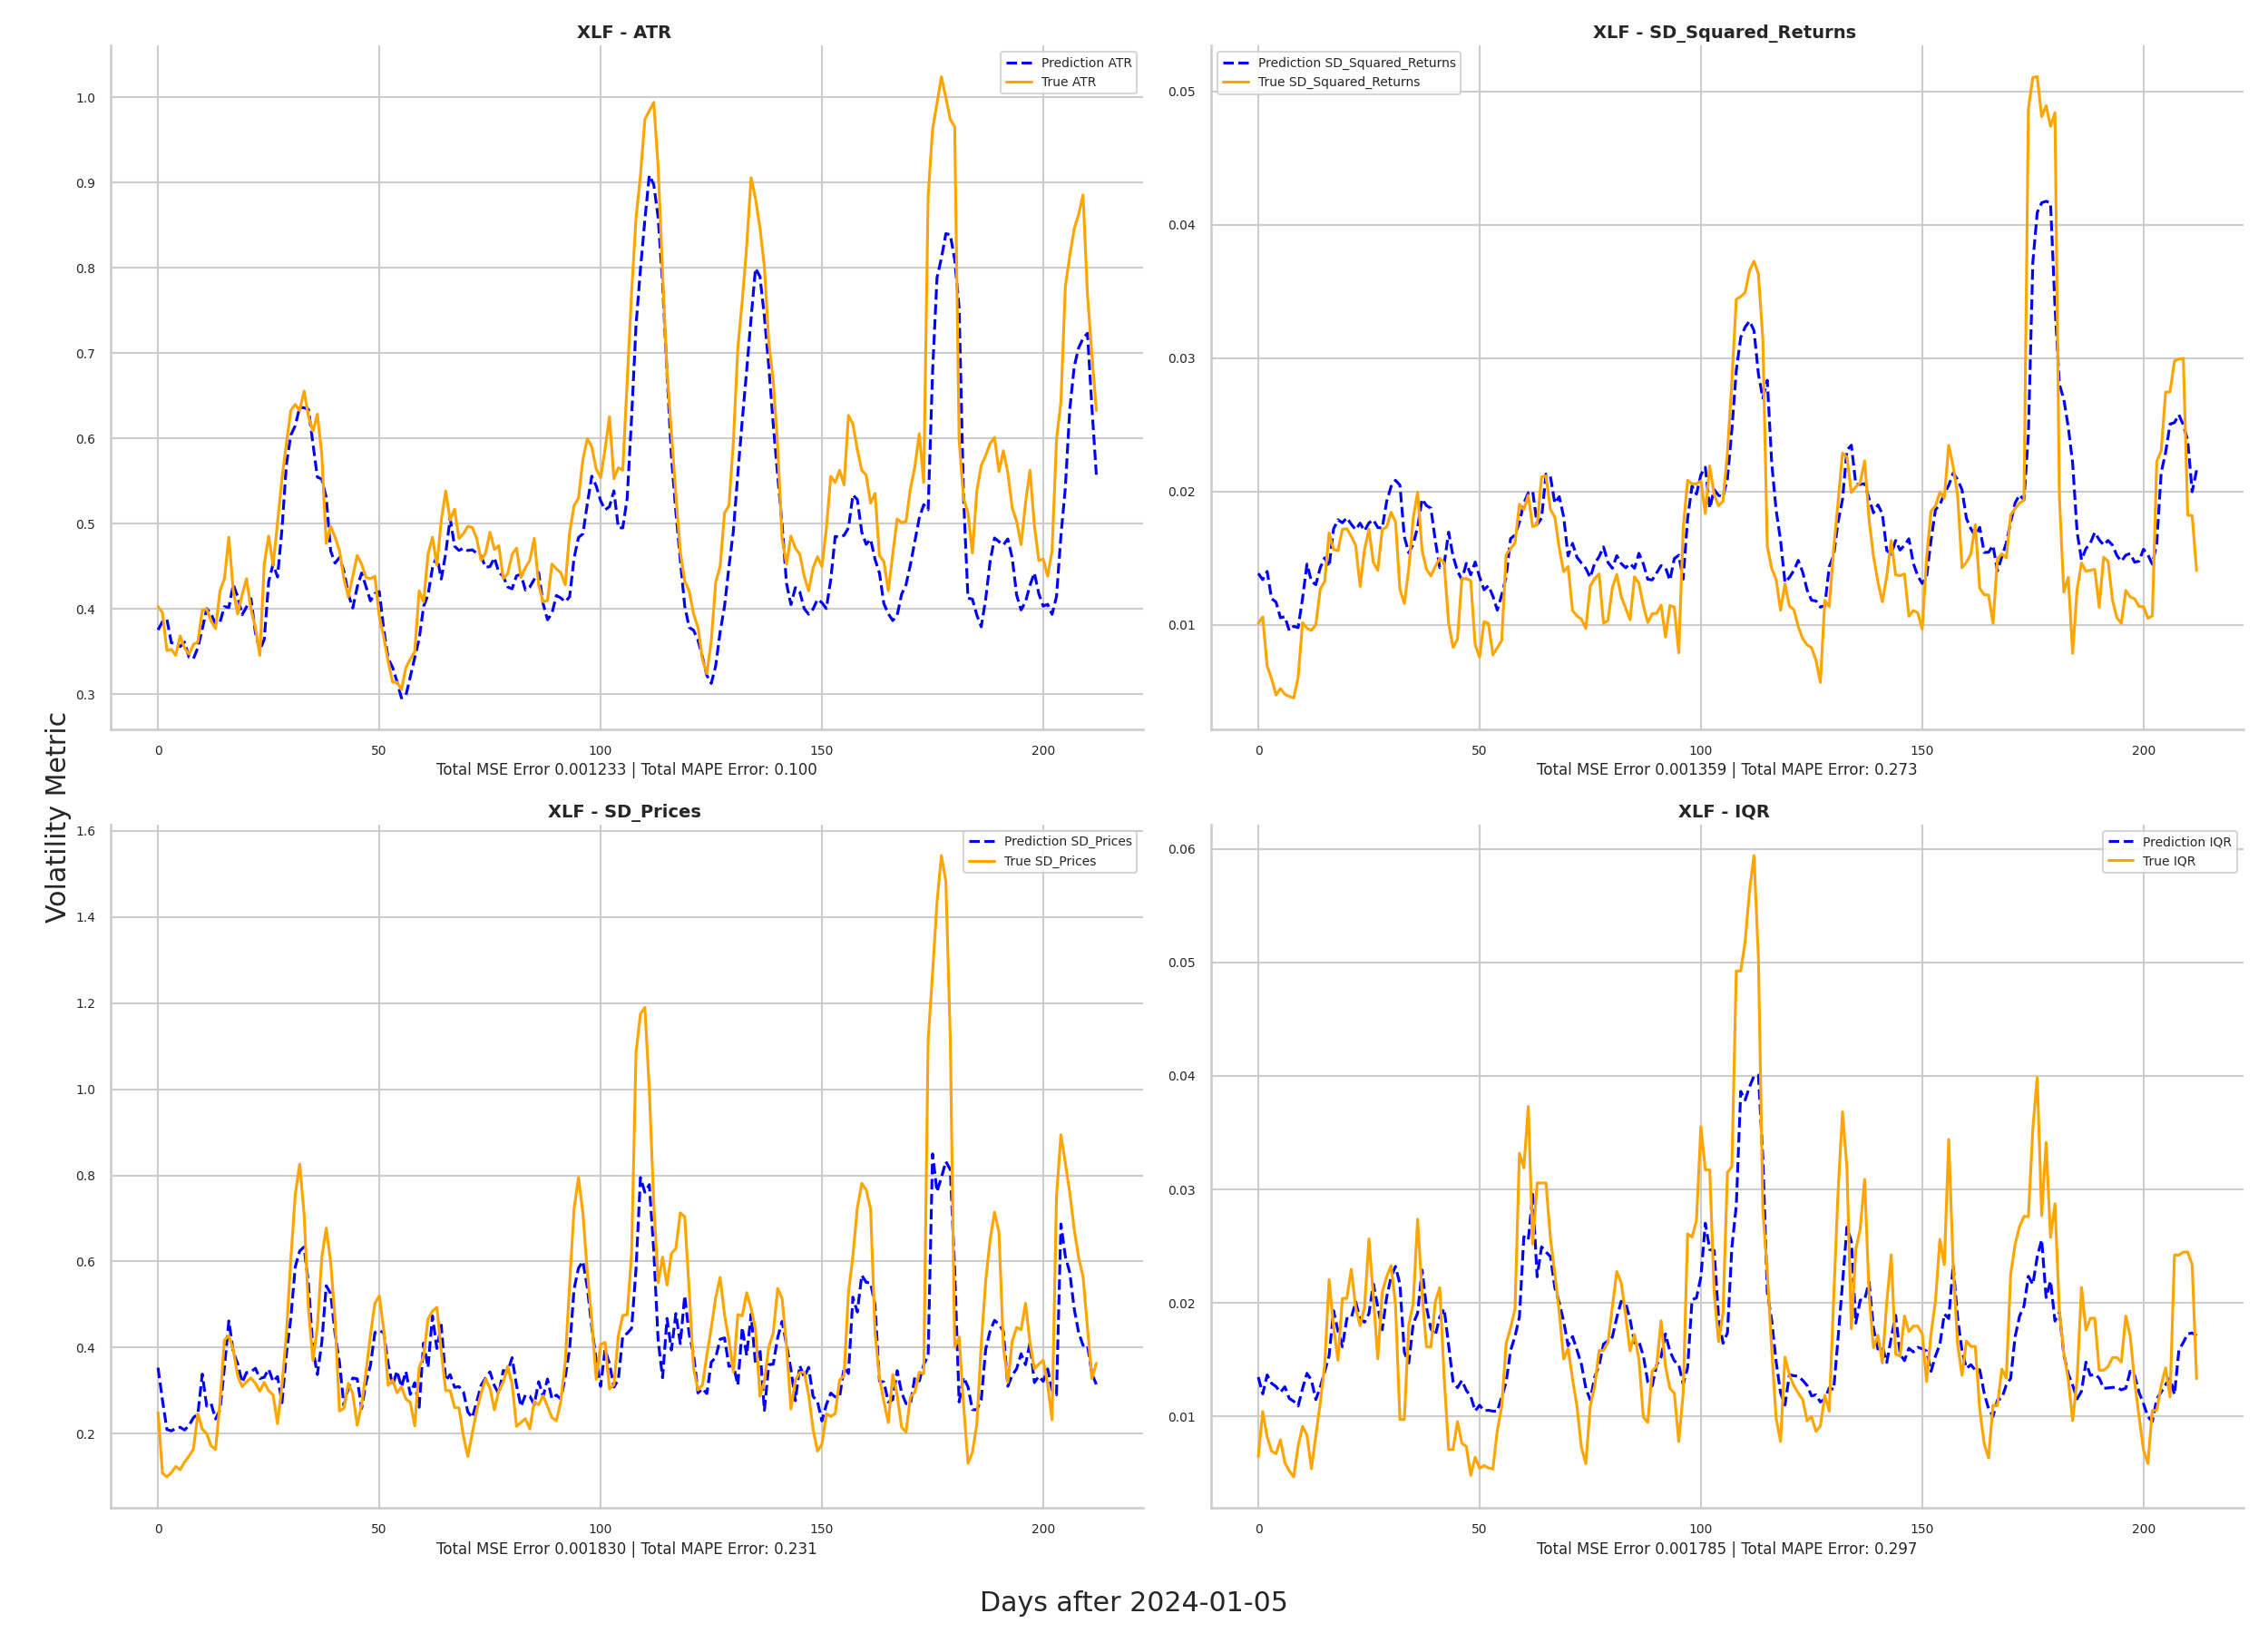 XLF - ATR
Prediction ATR
True ATR
1.0
0.9
0.8
0.7
0.6
0.5
0.4
0.3
0 50 100 150 200
Total MSE Error 0.001233 | Total MAPE Error: 0.100
XLF - SD_Squared_Returns
Prediction SD_Squared_Returns
True SD_Squared_Returns
0.05
0.04
0.03
0.02
0.01
0 50 100 150 200
Total MSE Error 0.001359 | Total MAPE Error: 0.273
Volatility Metric
XLF - SD_Prices
Prediction SD_Prices
True SD_Prices
1.6
1.4
1.2
1.0
0.8
0.6
0.4
0.2
0 50 100 150 200
Total MSE Error 0.001830 | Total MAPE Error: 0.231
XLF - IQR
Prediction IQR
True IQR
0.06
0.05
0.04
0.03
0.02
0.01
0 50 100 150 200
Total MSE Error 0.001785 | Total MAPE Error: 0.297
Days after 2024-01-05